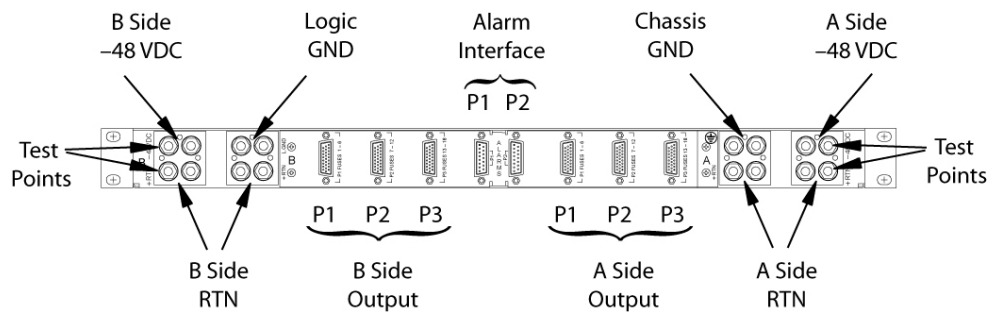 B Side
–48 VDC
Logic
GND
Alarm
Interface
P1 P2
Chassis
GND
A Side
–48 VDC
Test
Points
B
B
A
Test
Points
P1 P2 P3
B Side
RTN
B Side
Output
P1 P2 P3
A Side
Output
A Side
RTN